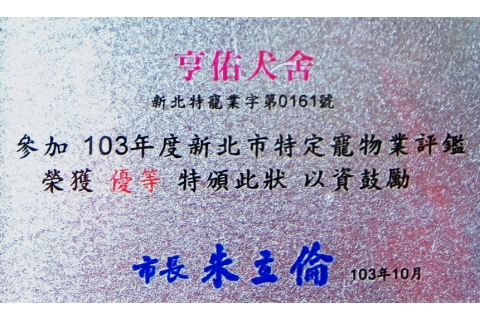 亨佑犬舍
新北特寵業字第0161號
參加 103年度新北市特定寵物業評鑑
榮獲 優等 特頒此狀 以資鼓勵
市長 朱立倫 103年10月